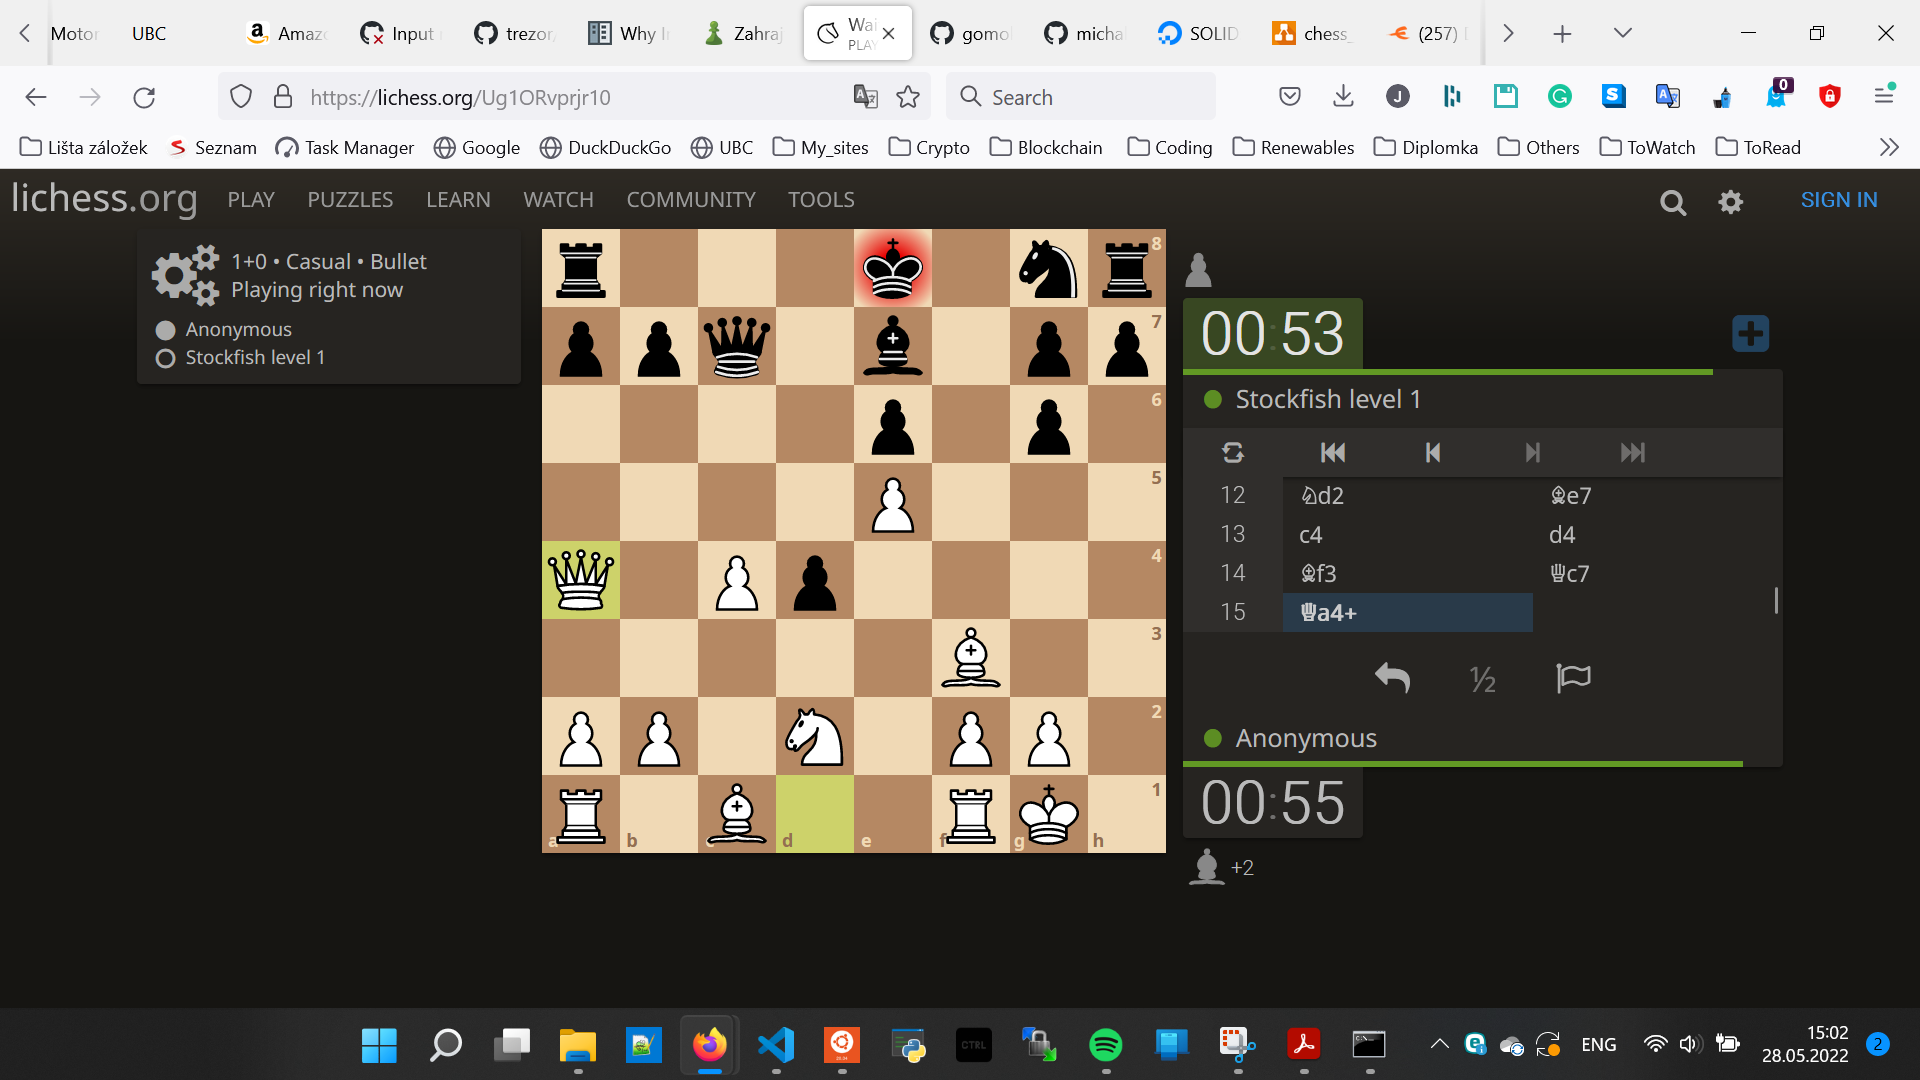 Motor
UBC
Amaz
Input
trezor
Why I
Zahraj
Wai
PLAY
gomo
micha
SOLID
chess_
(257)
https://lichess.org/Ug1ORvprjr10
Search
0
Lišta záložek
Seznam
Task Manager
Google
DuckDuckGo
UBC
My_sites
Crypto
Blockchain
Coding
Renewables
Diplomka
Others
ToWatch
ToRead
lichess.org
PLAY
PUZZLES
LEARN
WATCH
COMMUNITY
TOOLS
SIGN IN
1+0 • Casual • Bullet
Playing right now
Anonymous
Stockfish level 1
8
7
6
5
4
3
2
1
a
b
c
d
e
f
g
h
00:53
Stockfish level 1
12 ♘d2 ♗e7
13 c4 d4
14 ♗f3 ♕c7
15 ♕a4+
½
Anonymous
00:55
+2
CTRL
ENG
15:02
28.05.2022
2